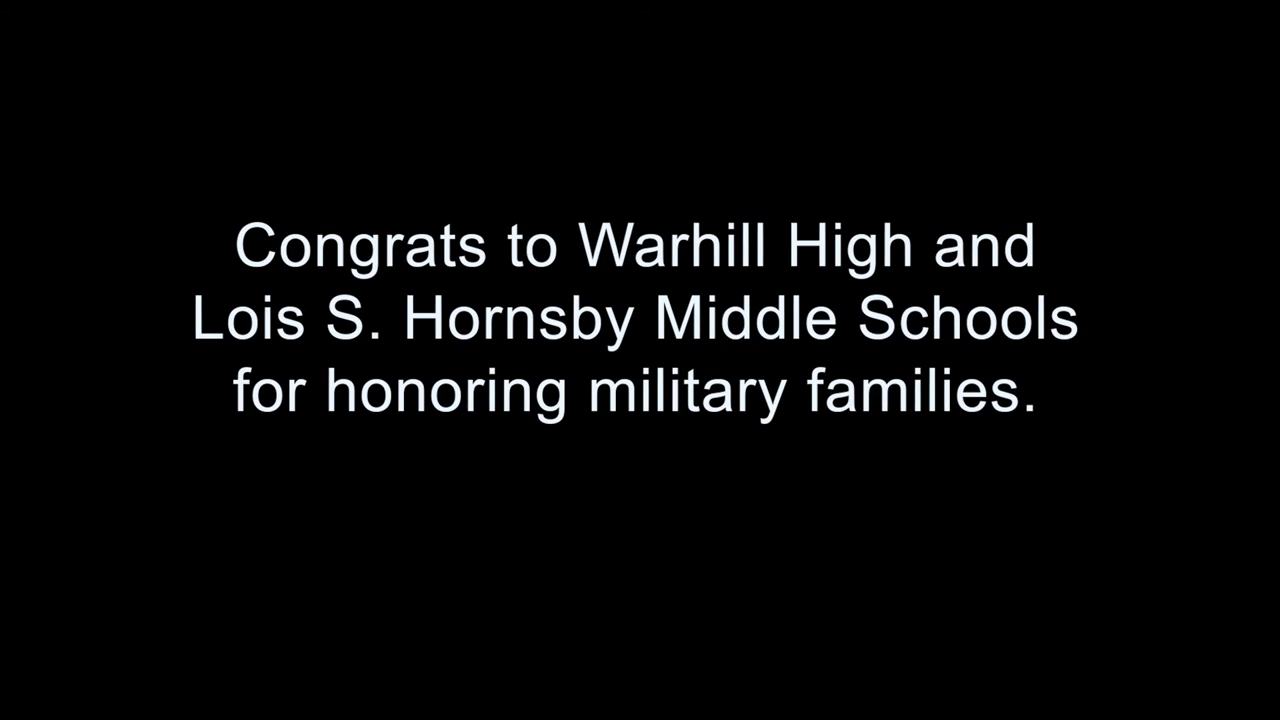 Congrats to Warhill High and
Lois S. Hornsby Middle Schools
for honoring military families.